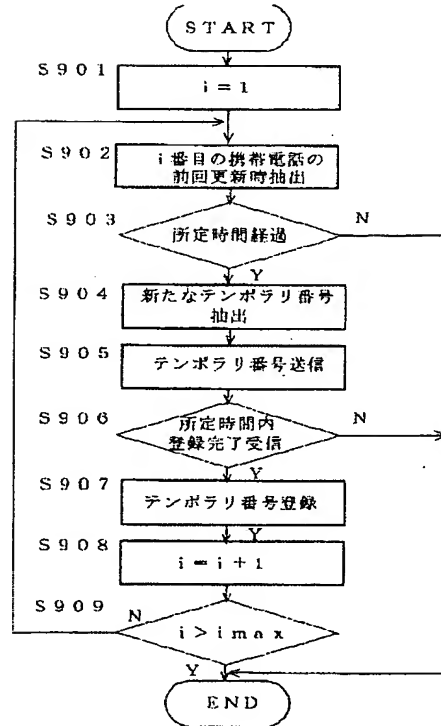 START
S901
i=1
S902
i番目の携帯電話の
前回更新時抽出
S903
所定時間経過
N
Y
S904
新たなテンポラリ番号
抽出
S905
テンポラリ番号送信
S906
所定時間内
登録完了受信
N
Y
S907
テンポラリ番号登録
Y
S908
i=i+1
S909
N
i>imax
Y
END